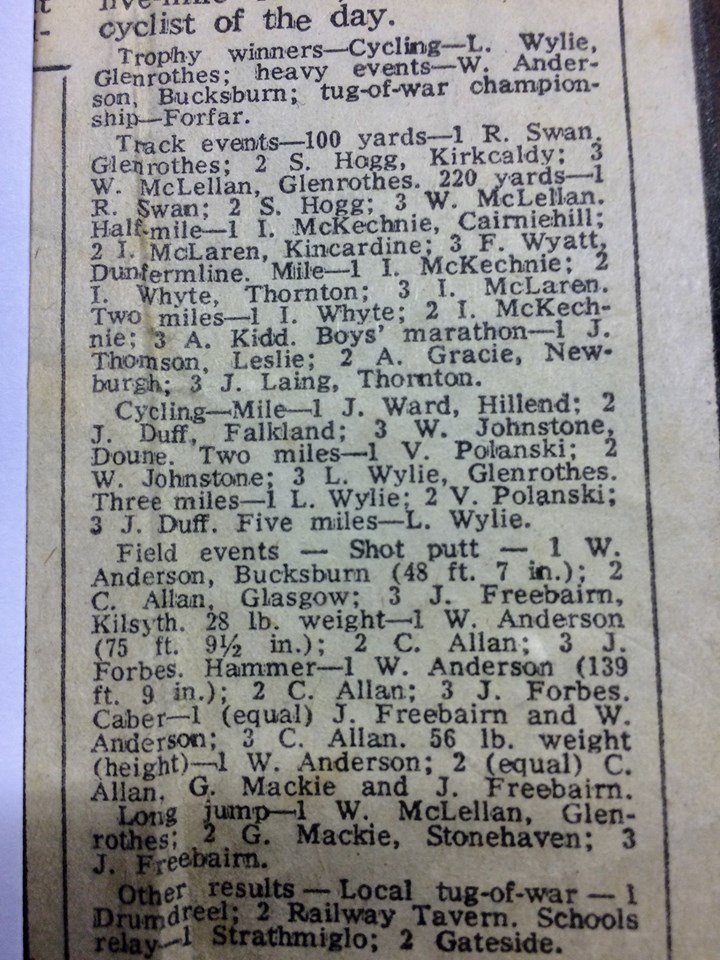 cyclist of the day.
Trophy winners—Cycling—L. Wylie,
Glenrothes; heavy events—W. Ander-
son, Bucksburn; tug-of-war champion-
ship—Forfar.
Track events—100 yards—1 R. Swan,
Glenrothes; 2 S. Hogg, Kirkcaldy; 3
W. McLellan, Glenrothes. 220 yards—1
R. Swan; 2 S. Hogg; 3 W. McLellan.
Half-mile—1 I. McKechnie, Cairniehill;
2 I. McLaren, Kincardine; 3 F. Wyatt,
Dunfermline. Mile—1 I. McKechnie; 2
I. Whyte, Thornton; 3 I. McLaren.
Two miles—1 I. Whyte; 2 I. McKech-
nie; 3 A. Kidd. Boys' marathon—1 J.
Thomson, Leslie; 2 A. Gracie, New-
burgh; 3 J. Laing, Thornton.
Cycling—Mile—1 J. Ward, Hillend; 2
J. Duff, Falkland; 3 W. Johnstone,
Doune. Two miles—1 V. Polanski; 2
W. Johnstone; 3 L. Wylie, Glenrothes.
Three miles—1 L. Wylie; 2 V. Polanski;
3 J. Duff. Five miles—L. Wylie.
Field events — Shot putt — 1 W.
Anderson, Bucksburn (48 ft. 7 in.); 2
C. Allan, Glasgow; 3 J. Freebairn,
Kilsyth. 28 lb. weight—1 W. Anderson
(75 ft. 9½ in.); 2 C. Allan; 3 J.
Forbes. Hammer—1 W. Anderson (139
ft. 9 in.); 2 C. Allan; 3 J. Forbes.
Caber—1 (equal) J. Freebairn and W.
Anderson; 3 C. Allan. 56 lb. weight
(height)—1 W. Anderson; 2 (equal) C.
Allan, G. Mackie and J. Freebairn.
Long jump—1 W. McLellan, Glen-
rothes; 2 G. Mackie, Stonehaven; 3
J. Freebairn.
Other results — Local tug-of-war — 1
Drumdreel; 2 Railway Tavern. Schools
relay—1 Strathmiglo; 2 Gateside.